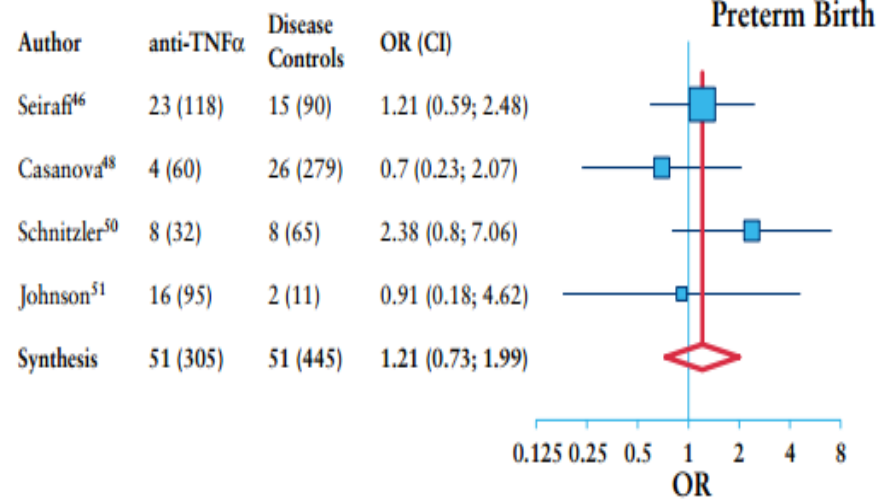 Preterm Birth
Author anti-TNFα Disease Controls OR (CI)
Seirafi46 23 (118) 15 (90) 1.21 (0.59; 2.48)
Casanova48 4 (60) 26 (279) 0.7 (0.23; 2.07)
Schnitzler50 8 (32) 8 (65) 2.38 (0.8; 7.06)
Johnson51 16 (95) 2 (11) 0.91 (0.18; 4.62)
Synthesis 51 (305) 51 (445) 1.21 (0.73; 1.99)
0.125 0.25 0.5 1 2 4 8
OR